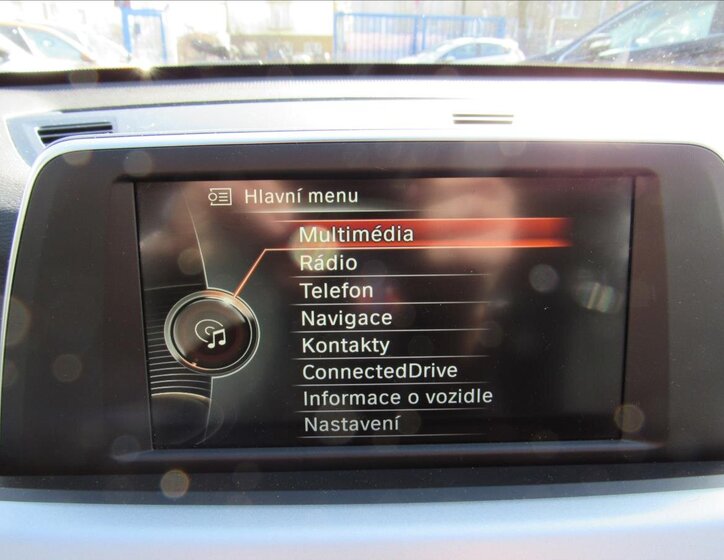 Hlavní menu
Multimédia
Rádio
Telefon
Navigace
Kontakty
ConnectedDrive
Informace o vozidle
Nastavení